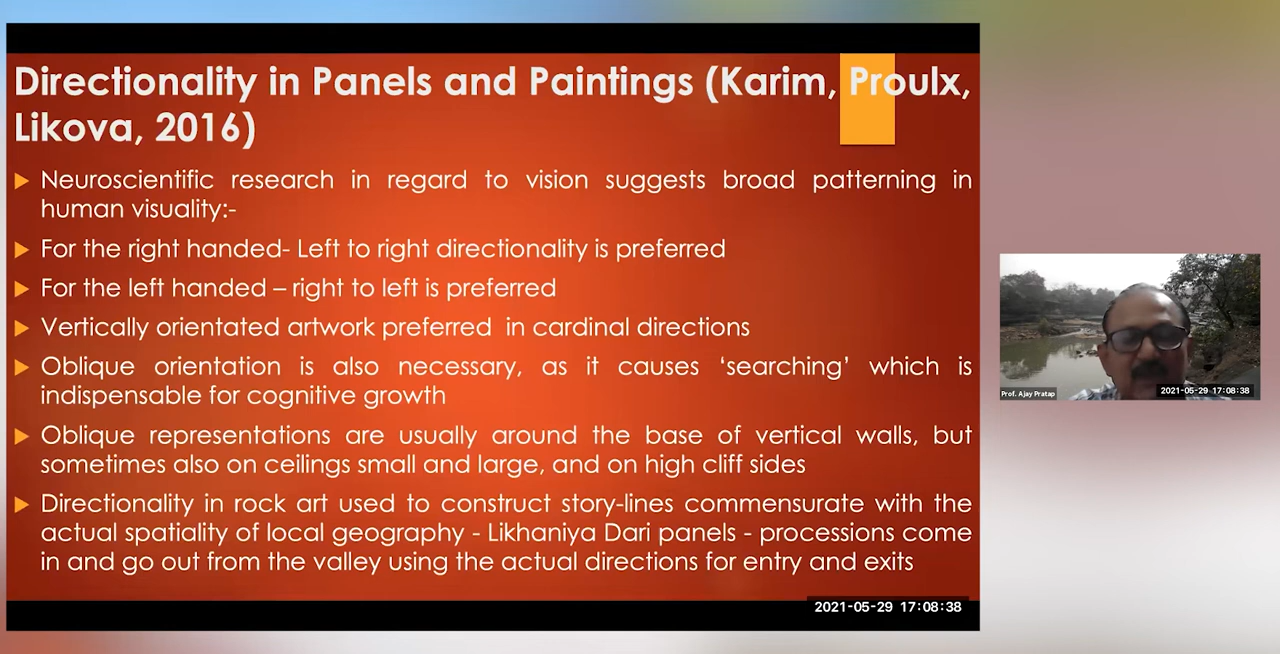 Directionality in Panels and Paintings (Karim, Proulx,
Likova, 2016)
Neuroscientific research in regard to vision suggests broad patterning in
human visuality:-
For the right handed- Left to right directionality is preferred
For the left handed – right to left is preferred
Vertically orientated artwork preferred in cardinal directions
Oblique orientation is also necessary, as it causes ‘searching’ which is
indispensable for cognitive growth
Oblique representations are usually around the base of vertical walls, but
sometimes also on ceilings small and large, and on high cliff sides
Directionality in rock art used to construct story-lines commensurate with the
actual spatiality of local geography - Likhaniya Dari panels - processions come
in and go out from the valley using the actual directions for entry and exits
2021-05-29 17:08:38
Prof. Ajay Pratap
2021-05-29 17:08:38